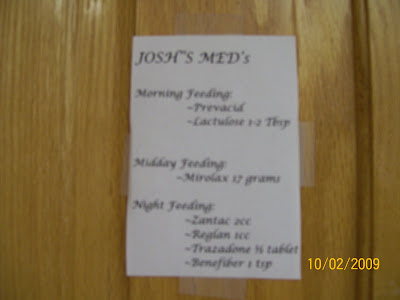 JOSH"S MED's
Morning Feeding:
~Prevacid
~Lactulose 1-2 Tbsp
Midday Feeding:
~Mirolax 17 grams
Night Feeding:
~Zantac 2cc
~Reglan 1cc
~Trazadone ½ tablet
~Benefiber 1 tsp
10/02/2009